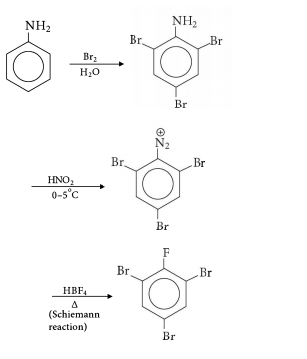 NH2
Br2
H2O
NH2
Br
Br
Br
HNO2
0–5°C
⊕
N2
Br
Br
Br
HBF4
Δ
(Schiemann
reaction)
F
Br
Br
Br